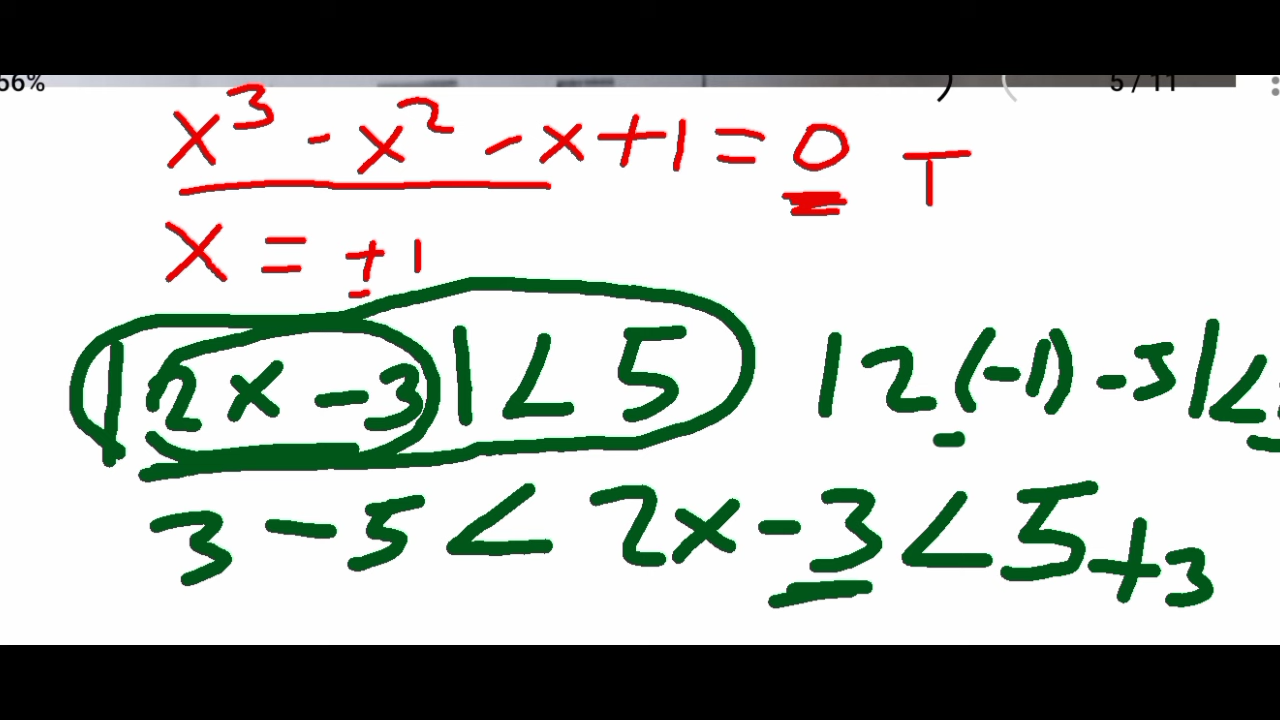 56% 5/11
x³ - x² - x + 1 = 0 T
x = ±1
|2x - 3| < 5 |2(-1) - 3| <
3 - 5 < 2x - 3 < 5 + 3